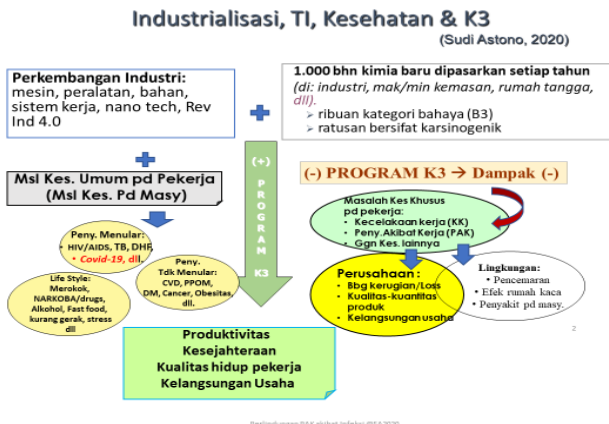 Industrialisasi, TI, Kesehatan & K3
(Sudi Astono, 2020)
Perkembangan Industri:
mesin, peralatan, bahan,
sistem kerja, nano tech, Rev
Ind 4.0
1.000 bhn kimia baru dipasarkan setiap tahun
(di: industri, mak/min kemasan, rumah tangga,
dll).
➢ ribuan kategori bahaya (B3)
➢ ratusan bersifat karsinogenik
Msl Kes. Umum pd Pekerja
(Msl Kes. Pd Masy)
(+)
P
R
O
G
R
A
M
K3
(-) PROGRAM K3 → Dampak (-)
Masalah Kes Khusus
pd pekerja:
• Kecelakaan kerja (KK)
• Peny.Akibat Kerja (PAK)
• Ggn Kes. lainnya
Peny. Menular:
• HIV/AIDS, TB, DHF,
• Covid-19, dll.
Peny.
Tdk Menular:
CVD, PPOM,
DM, Cancer, Obesitas,
dll.
Life Style:
Merokok,
NARKOBA/drugs,
Alkohol, Fast food,
kurang gerak, stress
dll
Perusahaan :
• Bbg kerugian/Loss
• Kualitas-kuantitas
produk
• Kelangsungan usaha
Lingkungan:
• Pencemaran
• Efek rumah kaca
• Penyakit pd masy.
2
Produktivitas
Kesejahteraan
Kualitas hidup pekerja
Kelangsungan Usaha